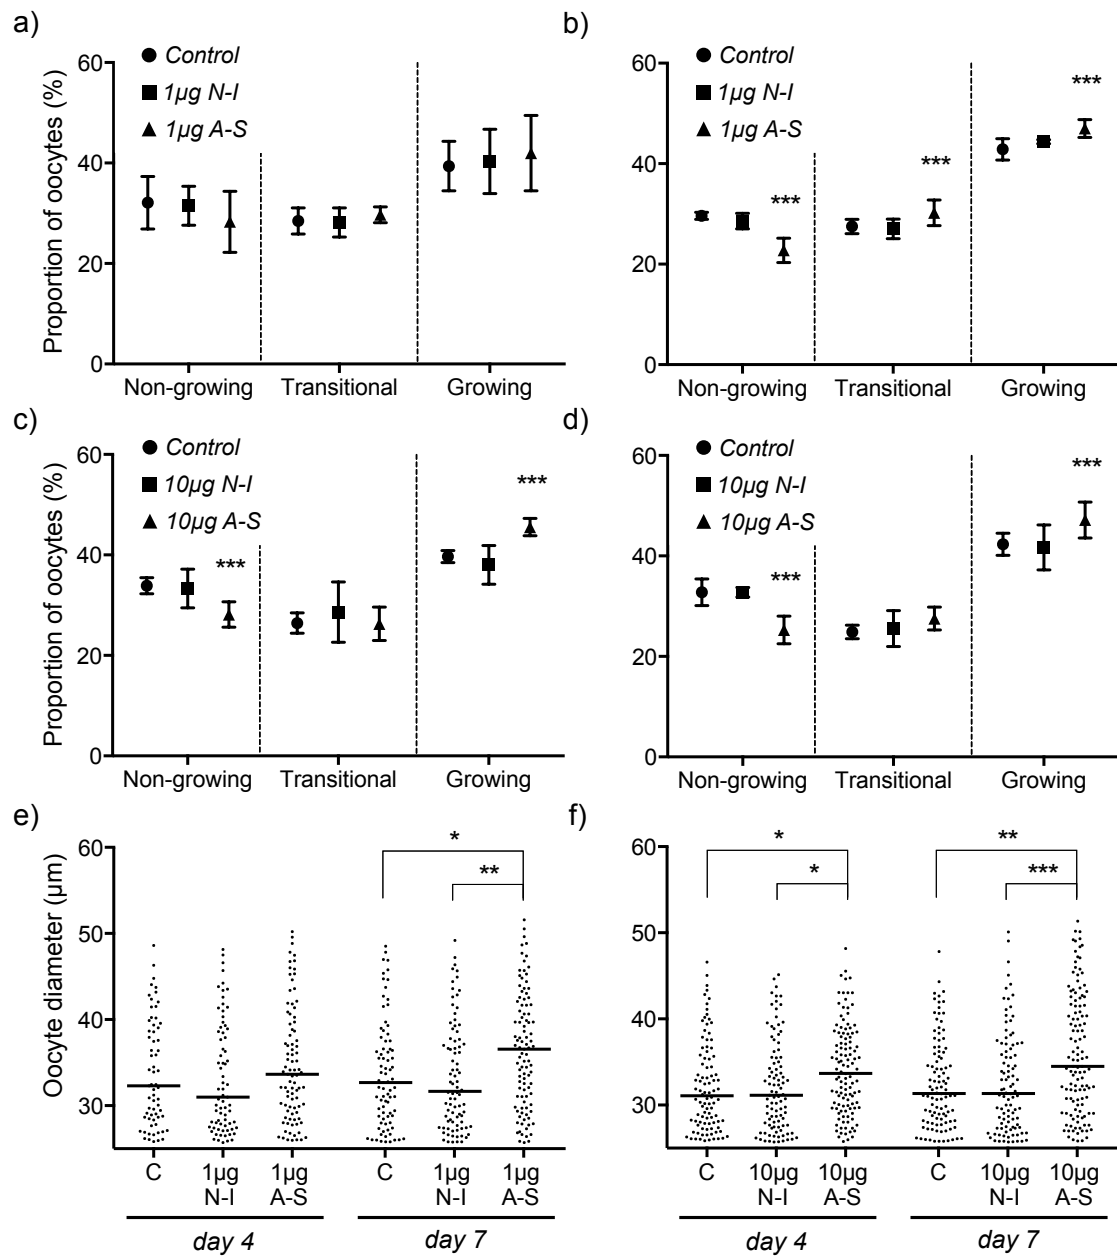 a)
Proportion of oocytes (%)
60
40
20
0
Control
1µg N-I
1µg A-S
Non-growing Transitional Growing
b)
60
40
20
0
Control
1µg N-I
1µg A-S
***
***
***
Non-growing Transitional Growing
c)
Proportion of oocytes (%)
60
40
20
0
Control
10µg N-I
10µg A-S
***
***
Non-growing Transitional Growing
d)
60
40
20
0
Control
10µg N-I
10µg A-S
***
***
Non-growing Transitional Growing
e)
Oocyte diameter (µm)
60
50
40
30
*
**
C 1µg 1µg C 1µg 1µg
N-I A-S N-I A-S
day 4 day 7
f)
60
50
40
30
* **
* ***
C 10µg 10µg C 10µg 10µg
N-I A-S N-I A-S
day 4 day 7